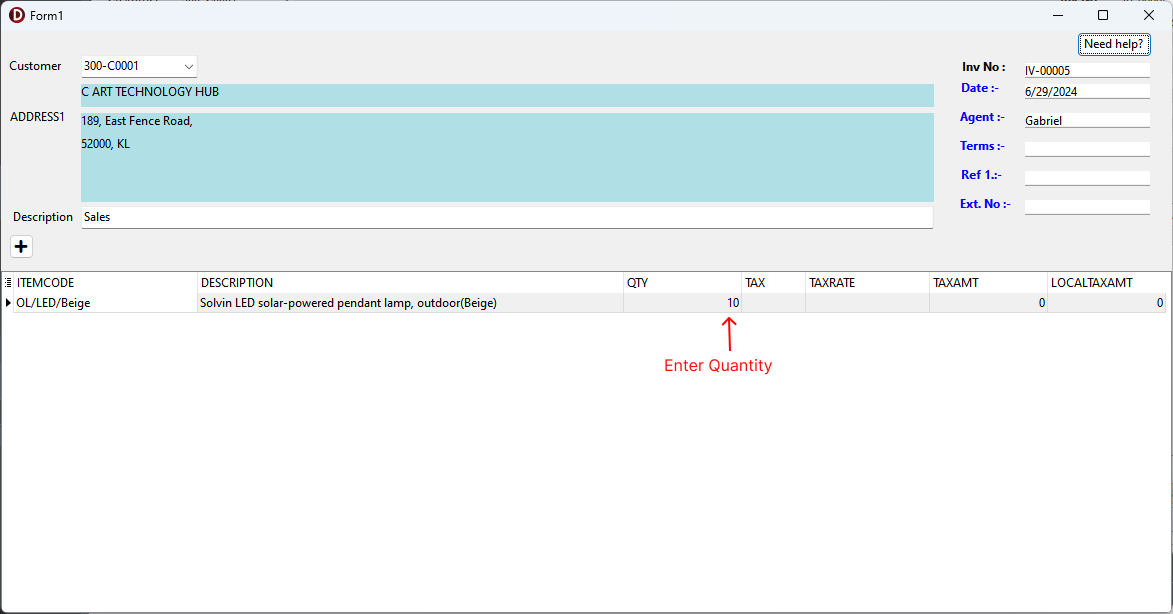 Form1
Need help?
Customer 300-C0001
C ART TECHNOLOGY HUB
ADDRESS1 189, East Fence Road,
52000, KL
Description Sales
Inv No : IV-00005
Date :- 6/29/2024
Agent :- Gabriel
Terms :-
Ref 1.:-
Ext. No :-
ITEMCODE DESCRIPTION QTY TAX TAXRATE TAXAMT LOCALTAXAMT
OL/LED/Beige Solvin LED solar-powered pendant lamp, outdoor(Beige) 10 0 0
Enter Quantity